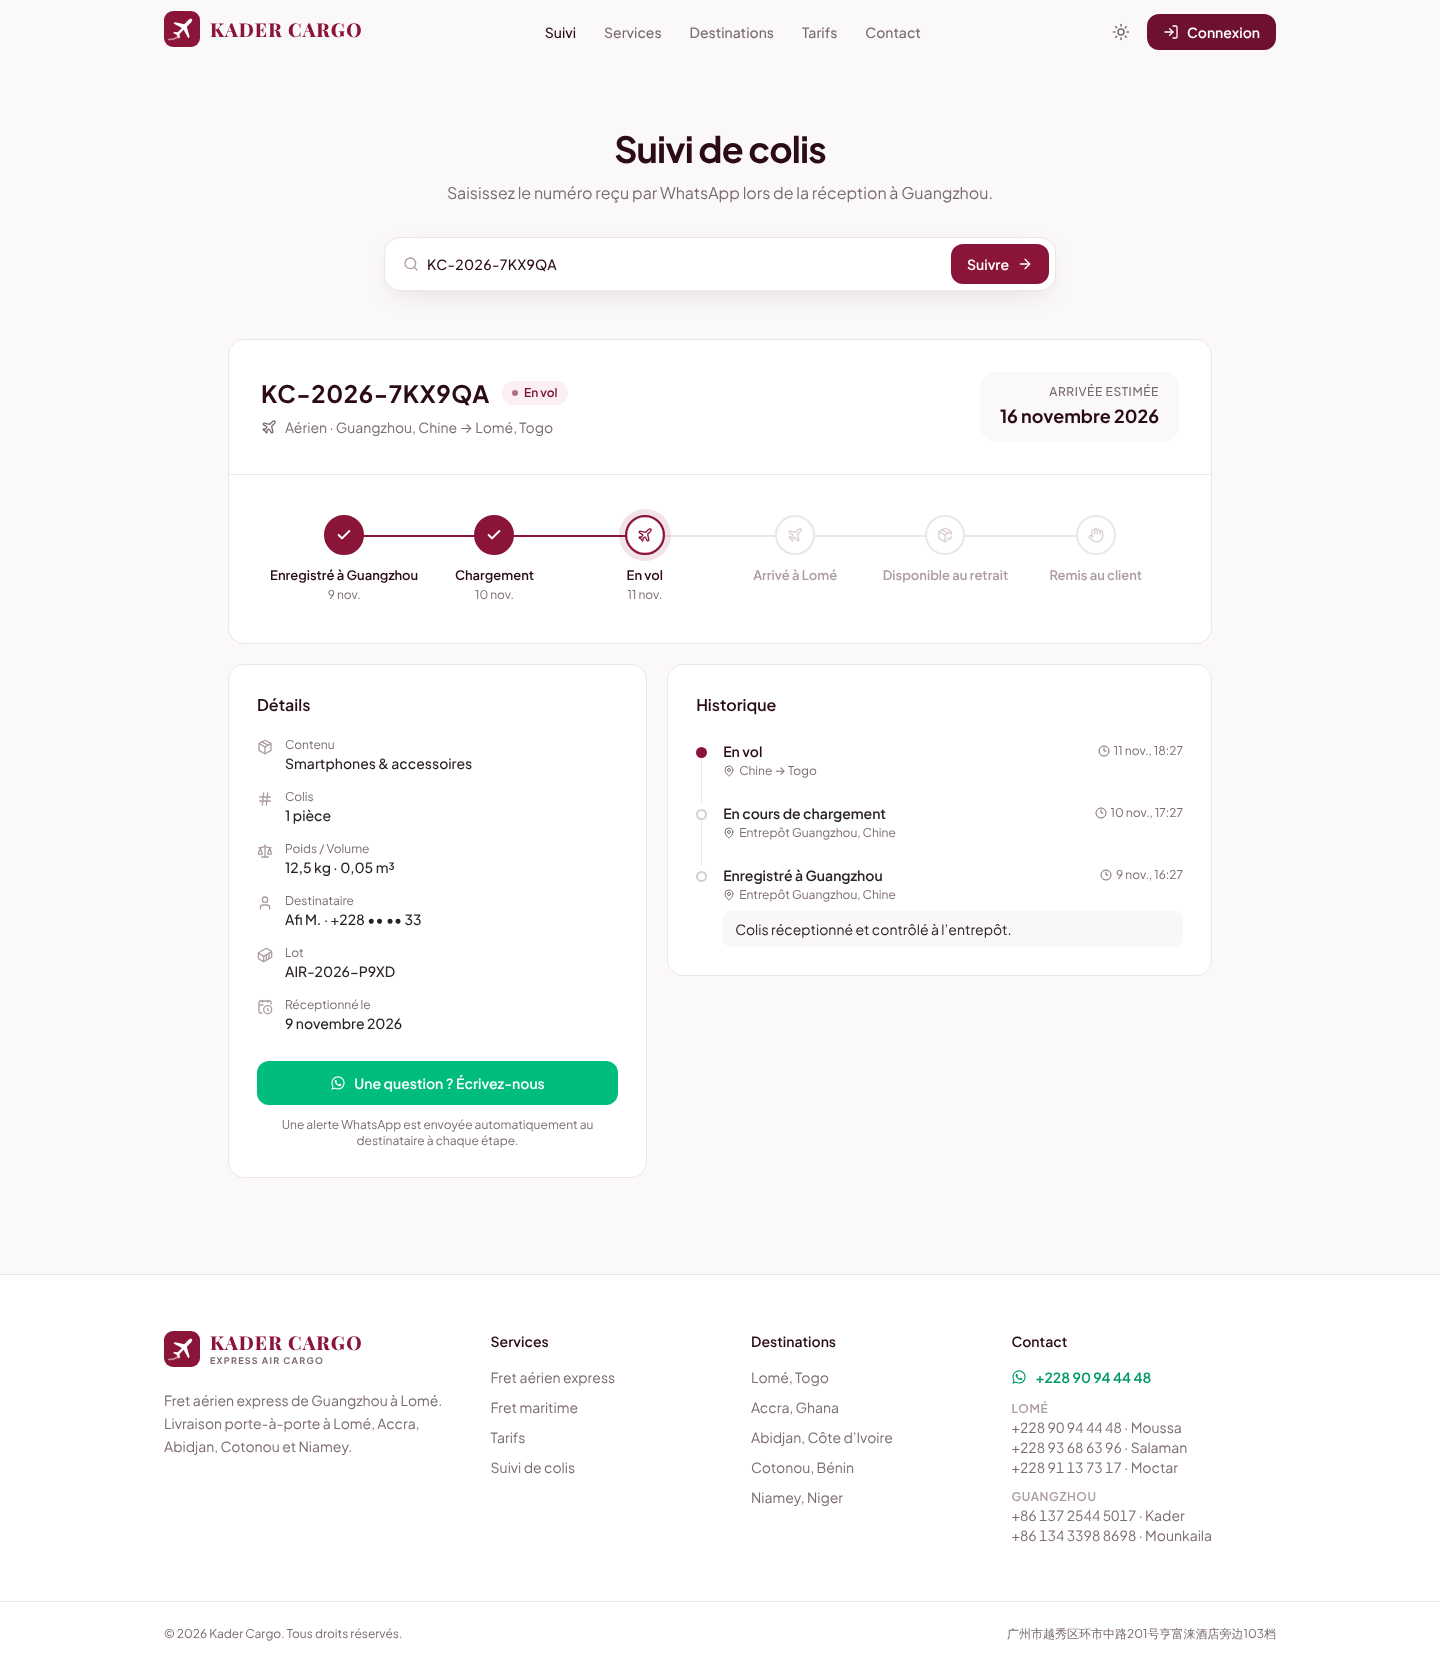 KADER CARGO
Suivi
Services
Destinations
Tarifs
Contact
Connexion
Suivi de colis
Saisissez le numéro reçu par WhatsApp lors de la réception à Guangzhou.
KC-2026-7KX9QA
Suivre
KC-2026-7KX9QA
En vol
Aérien · Guangzhou, Chine → Lomé, Togo
ARRIVÉE ESTIMÉE
16 novembre 2026
Enregistré à Guangzhou
9 nov.
Chargement
10 nov.
En vol
11 nov.
Arrivé à Lomé
Disponible au retrait
Remis au client
Détails
Contenu
Smartphones & accessoires
Colis
1 pièce
Poids / Volume
12,5 kg · 0,05 m³
Destinataire
Afi M. · +228 •• •• 33
Lot
AIR-2026-P9XD
Réceptionné le
9 novembre 2026
Une question ? Écrivez-nous
Une alerte WhatsApp est envoyée automatiquement au
destinataire à chaque étape.
Historique
En vol
11 nov., 18:27
Chine → Togo
En cours de chargement
10 nov., 17:27
Entrepôt Guangzhou, Chine
Enregistré à Guangzhou
9 nov., 16:27
Entrepôt Guangzhou, Chine
Colis réceptionné et contrôlé à l'entrepôt.
KADER CARGO
EXPRESS AIR CARGO
Fret aérien express de Guangzhou à Lomé.
Livraison porte-à-porte à Lomé, Accra,
Abidjan, Cotonou et Niamey.
Services
Fret aérien express
Fret maritime
Tarifs
Suivi de colis
Destinations
Lomé, Togo
Accra, Ghana
Abidjan, Côte d'Ivoire
Cotonou, Bénin
Niamey, Niger
Contact
+228 90 94 44 48
LOMÉ
+228 90 94 44 48 · Moussa
+228 93 68 63 96 · Salaman
+228 91 13 73 17 · Moctar
GUANGZHOU
+86 137 2544 5017 · Kader
+86 134 3398 8698 · Mounkaila
© 2026 Kader Cargo. Tous droits réservés.
广州市越秀区环市中路201号亨富涞酒店旁边103档